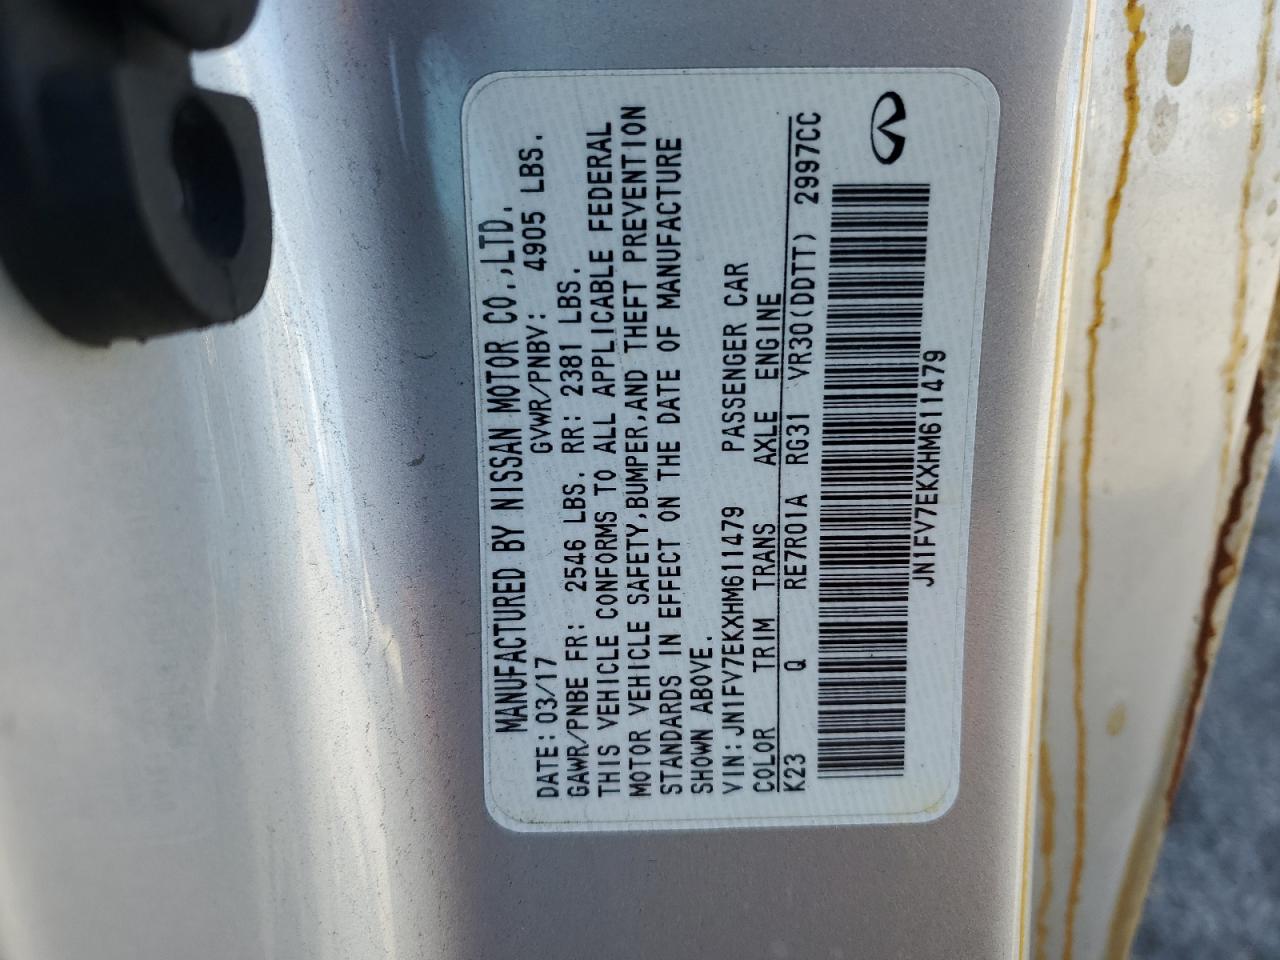 MANUFACTURED BY NISSAN MOTOR CO.,LTD.
DATE: 03/17 GVWR/PNBV: 4905 LBS.
GAWR/PNBE FR: 2546 LBS. RR: 2381 LBS.
THIS VEHICLE CONFORMS TO ALL APPLICABLE FEDERAL
MOTOR VEHICLE SAFETY,BUMPER,AND THEFT PREVENTION
STANDARDS IN EFFECT ON THE DATE OF MANUFACTURE
SHOWN ABOVE.
VIN:JN1FV7EKXHM611479 PASSENGER CAR
COLOR TRIM TRANS AXLE ENGINE
K23 Q RE7R01A RG31 VR30(DDTT) 2997CC
JN1FV7EKXHM611479